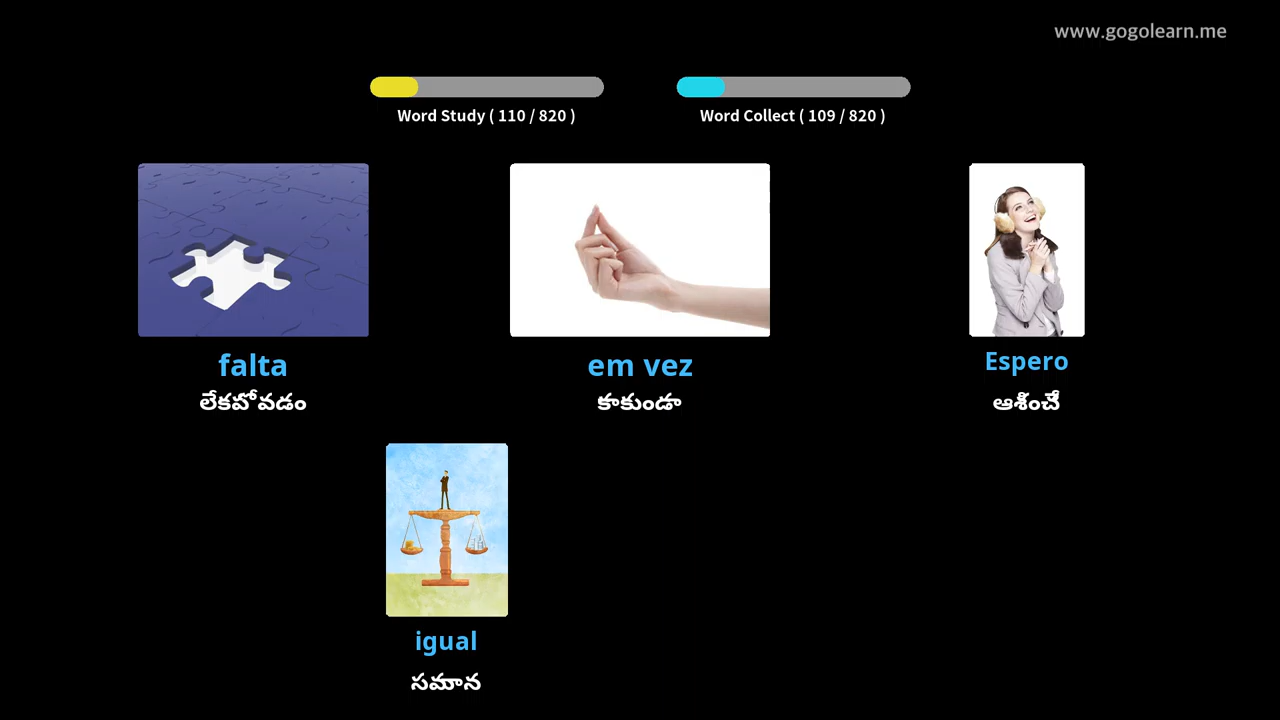 www.gogolearn.me
Word Study ( 110 / 820 )
Word Collect ( 109 / 820 )
falta
లేకపోవడం
em vez
కాకుండా
Espero
ఆశించే
igual
సమాన